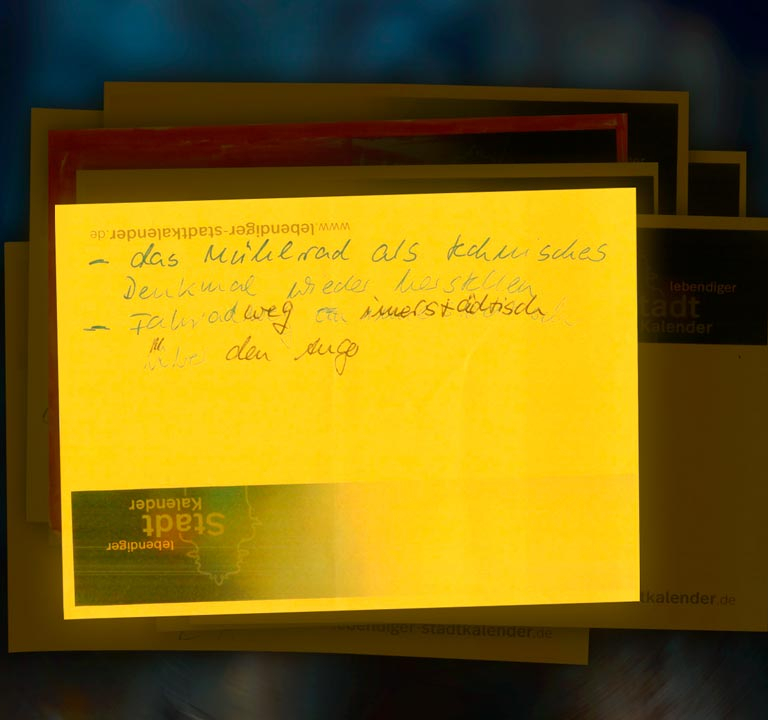 www.lebendiger-stadtkalender.de
- das Mühlrad als technisches
Denkmal wieder herstellen
- Fahrradweg innerstädtisch
über den Anger
lebendiger
Stadt
Kalender
lebendiger
tadt
Kalender
tkalender.de
lebendiger-stadtkalender.de